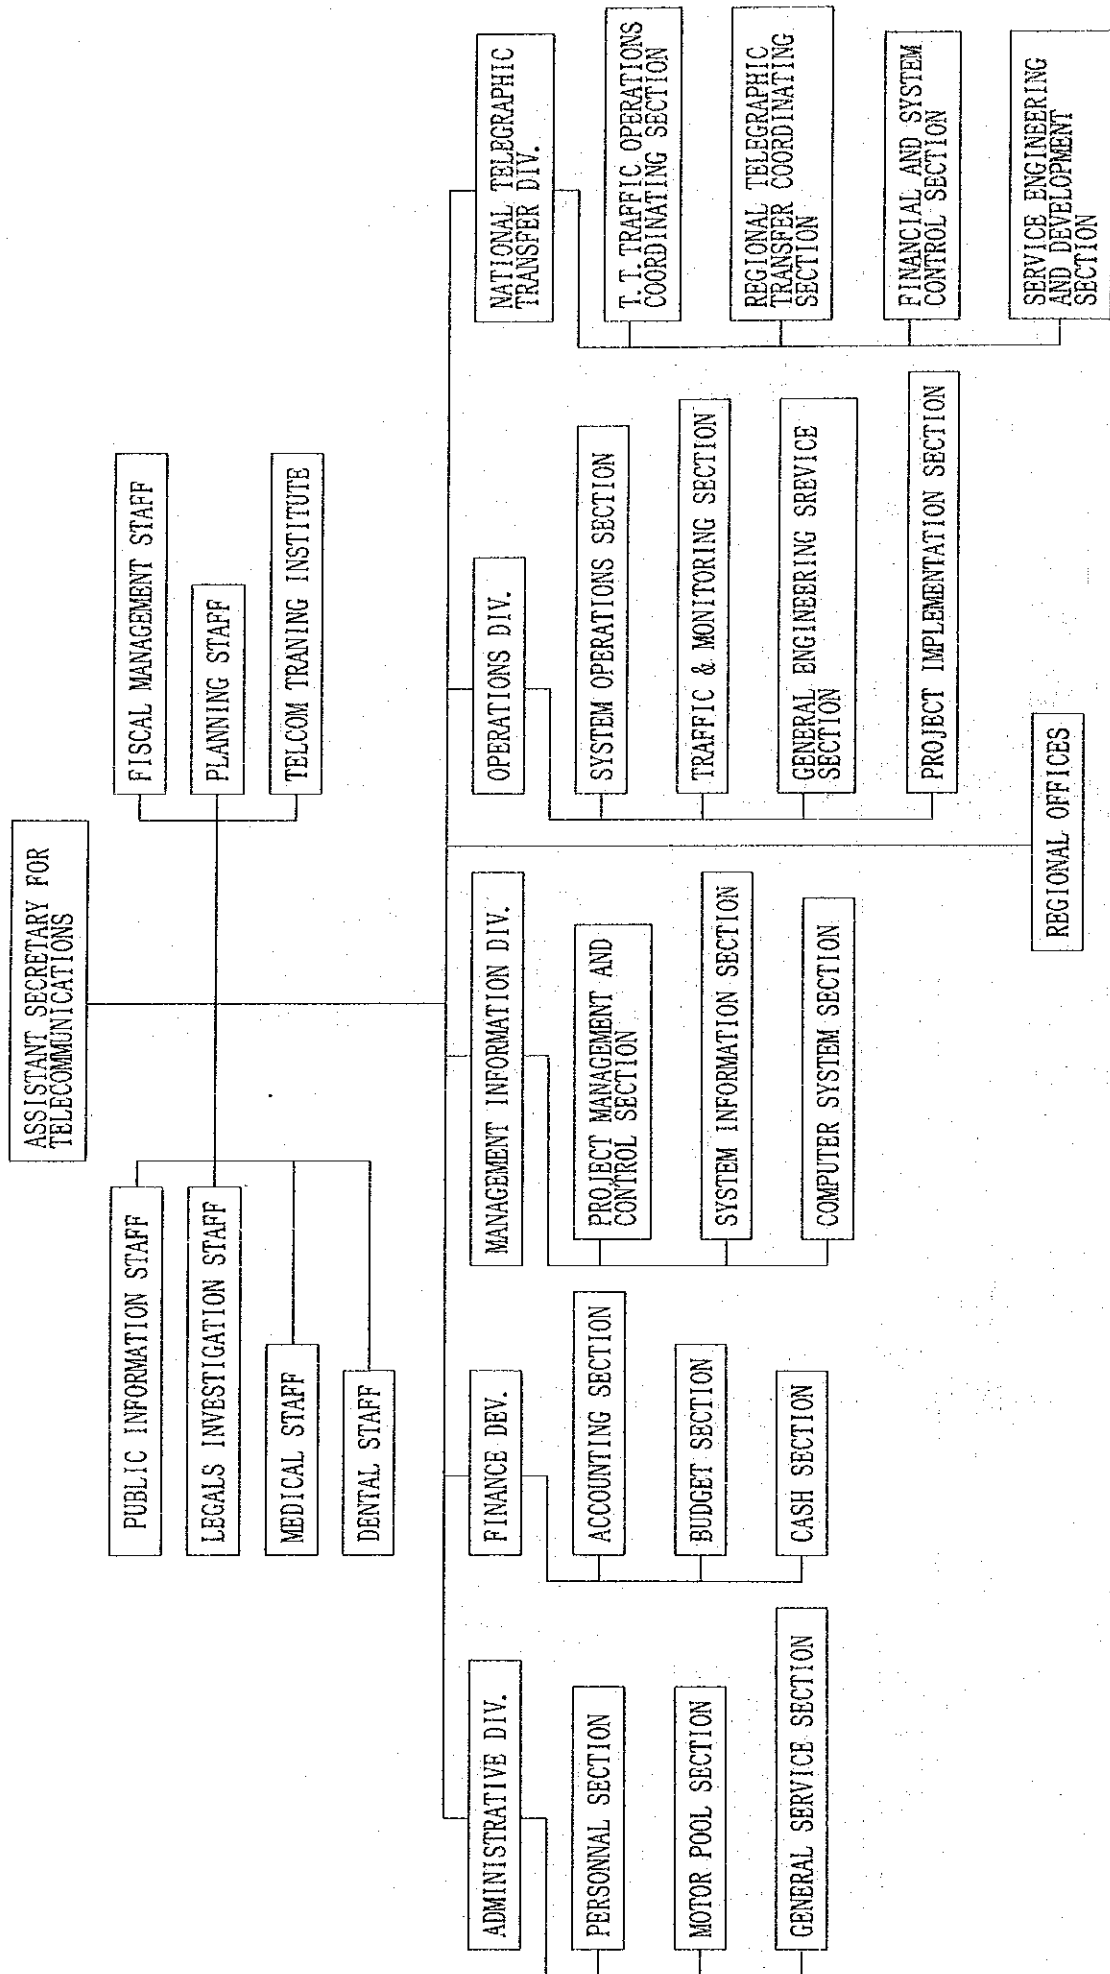 ASSISTANT SECRETARY FOR
TELECOMMUNICATIONS
PUBLIC INFORMATION STAFF
LEGALS INVESTIGATION STAFF
MEDICAL STAFF
DENTAL STAFF
FISCAL MANAGEMENT STAFF
PLANNING STAFF
TELCOM TRANING INSTITUTE
ADMINISTRATIVE DIV.
PERSONNAL SECTION
MOTOR POOL SECTION
GENERAL SERVICE SECTION
FINANCE DEV.
ACCOUNTING SECTION
BUDGET SECTION
CASH SECTION
MANAGEMENT INFORMATION DIV.
PROJECT MANAGEMENT AND
CONTROL SECTION
SYSTEM INFORMATION SECTION
COMPUTER SYSTEM SECTION
OPERATIONS DIV.
SYSTEM OPERATIONS SECTION
TRAFFIC & MONITORING SECTION
GENERAL ENGINEERING SREVICE
SECTION
PROJECT IMPLEMENTATION SECTION
NATIONAL TELEGRAPHIC
TRANSFER DIV.
T. T. TRAFFIC OPERATIONS
COORDINATING SECTION
REGIONAL TELEGRAPHIC
TRANSFER COORDINATING
SECTION
FINANCIAL AND SYSTEM
CONTROL SECTION
SERVICE ENGINEERING
AND DEVELOPMENT
SECTION
REGIONAL OFFICES